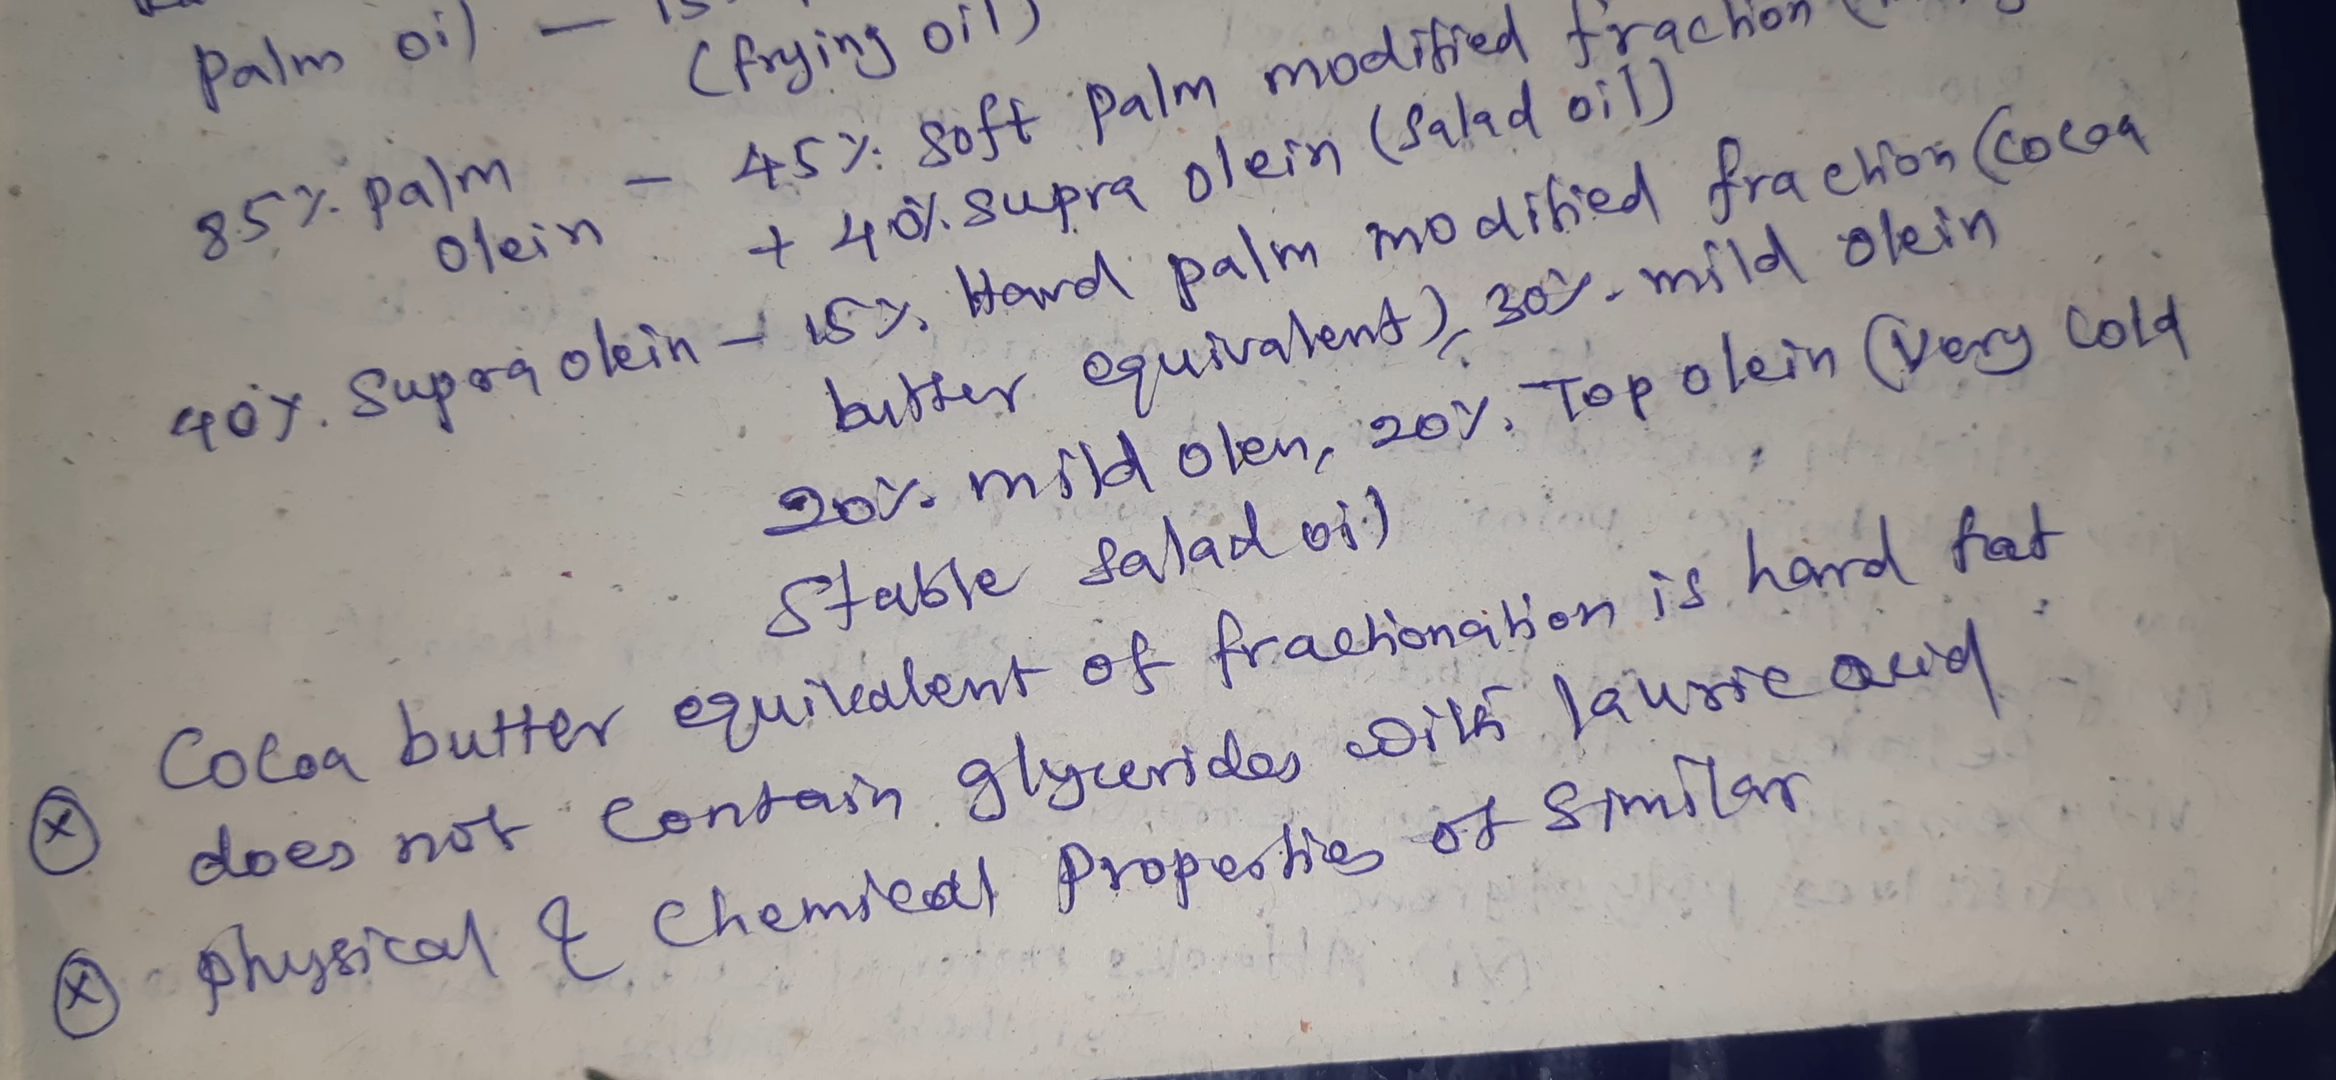 Palm oil — 15
(frying oil)
85% palm — 45% soft palm modified fraction
olein + 40% supra olein (salad oil)
40% Supra olein — 15% Hard palm modified fraction (cocoa
butter equivalent), 30% mild olein
20% mild olen, 20% Top olein (very cold
stable salad oil
⊗ Cocoa butter equivalent of fractionation is hard fat
does not contain glycerides with lauric acid
⊗ physical & chemical properties of similar